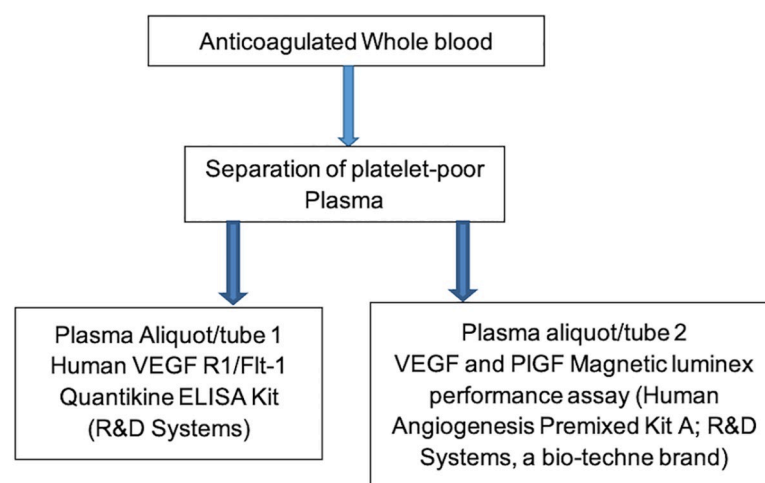 Anticoagulated Whole blood
Separation of platelet-poor
Plasma
Plasma Aliquot/tube 1
Human VEGF R1/Flt-1
Quantikine ELISA Kit
(R&D Systems)
Plasma aliquot/tube 2
VEGF and PlGF Magnetic luminex
performance assay (Human
Angiogenesis Premixed Kit A; R&D
Systems, a bio-techne brand)